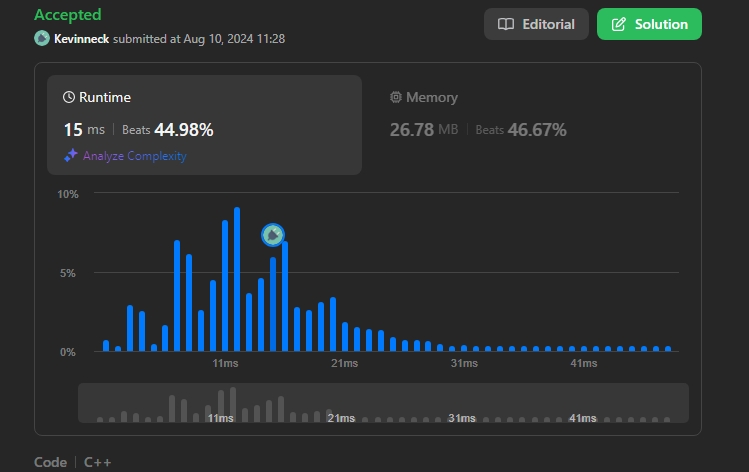 Accepted
Editorial
Solution
Kevinneck submitted at Aug 10, 2024 11:28
Runtime
Memory
15 ms | Beats 44.98%
26.78 MB | Beats 46.67%
Analyze Complexity
10%
5%
0%
11ms 21ms 31ms 41ms
11ms 21ms 31ms 41ms
Code | C++